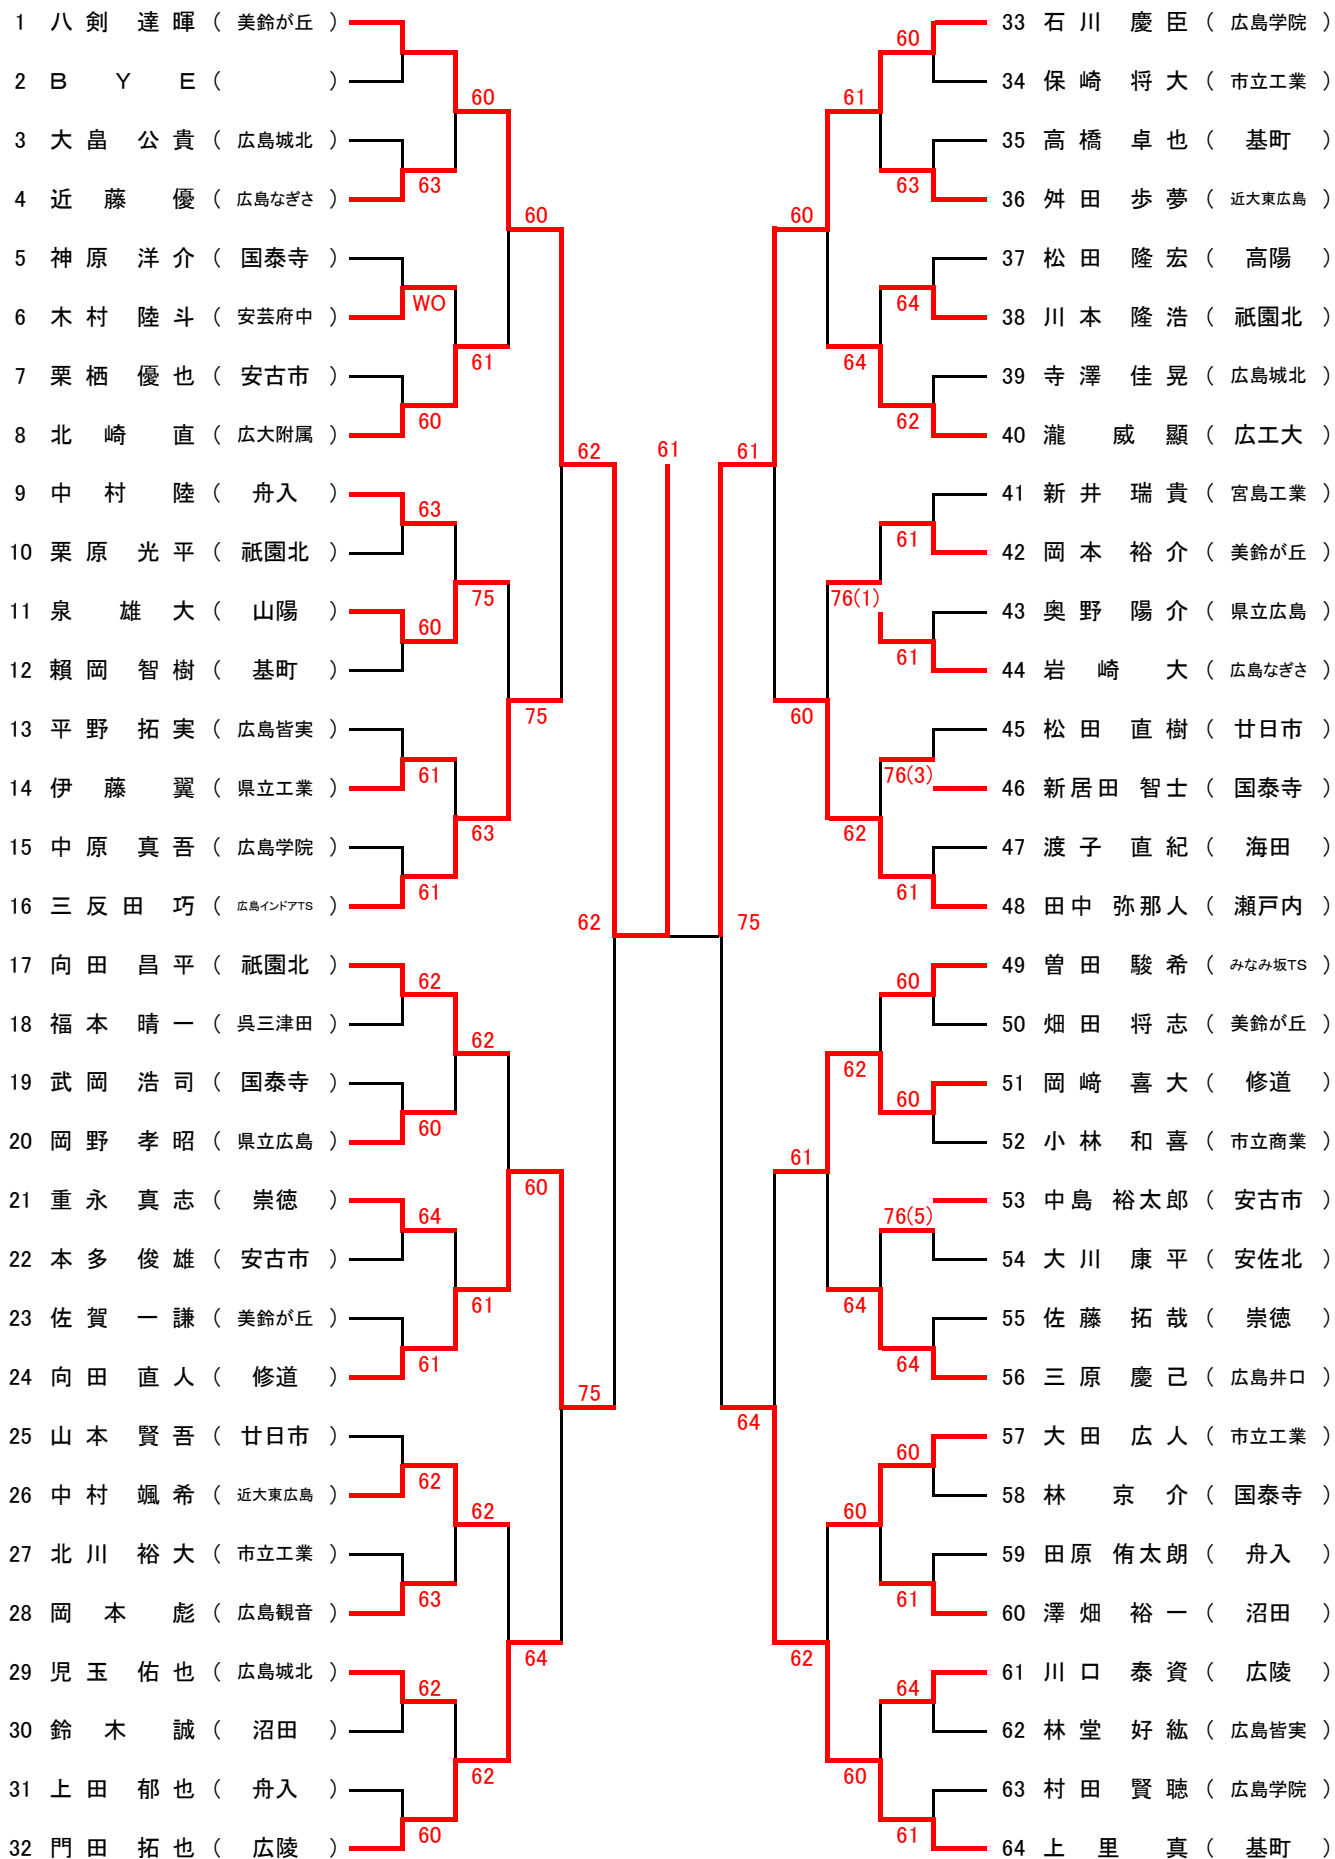 1 八剣 達暉 ( 美鈴が丘 )
2 BYE ( )
60
3 大畠 公貴 ( 広島城北 )
63
4 近藤 優 ( 広島なぎさ )
60
5 神原 洋介 ( 国泰寺 )
WO
6 木村 陸斗 ( 安芸府中 )
61
7 栗栖 優也 ( 安古市 )
60
8 北崎 直 ( 広大附属 )
62
9 中村 陸 ( 舟入 )
63
10 栗原 光平 ( 祇園北 )
75
11 泉 雄大 ( 山陽 )
60
12 頼岡 智樹 ( 基町 )
75
13 平野 拓実 ( 広島皆実 )
61
14 伊藤 翼 ( 県立工業 )
63
15 中原 真吾 ( 広島学院 )
61
16 三反田 巧 ( 広島インドアTS )
62
17 向田 昌平 ( 祇園北 )
62
18 福本 晴一 ( 呉三津田 )
62
19 武岡 浩司 ( 国泰寺 )
60
20 岡野 孝昭 ( 県立広島 )
60
21 重永 真志 ( 崇徳 )
64
22 本多 俊雄 ( 安古市 )
61
23 佐賀 一謙 ( 美鈴が丘 )
61
24 向田 直人 ( 修道 )
75
25 山本 賢吾 ( 廿日市 )
62
26 中村 颯希 ( 近大東広島 )
62
27 北川 裕大 ( 市立工業 )
63
28 岡本 彪 ( 広島観音 )
64
29 児玉 佑也 ( 広島城北 )
62
30 鈴木 誠 ( 沼田 )
62
31 上田 郁也 ( 舟入 )
60
32 門田 拓也 ( 広陵 )
61
33 石川 慶臣 ( 広島学院 )
60
34 保崎 将大 ( 市立工業 )
61
35 高橋 卓也 ( 基町 )
63
36 舛田 歩夢 ( 近大東広島 )
60
37 松田 隆宏 ( 高陽 )
64
38 川本 隆浩 ( 祇園北 )
64
39 寺澤 佳晃 ( 広島城北 )
62
40 瀧 威顯 ( 広工大 )
61
41 新井 瑞貴 ( 宮島工業 )
61
42 岡本 裕介 ( 美鈴が丘 )
76(1)
43 奥野 陽介 ( 県立広島 )
61
44 岩崎 大 ( 広島なぎさ )
60
45 松田 直樹 ( 廿日市 )
76(3)
46 新居田 智士 ( 国泰寺 )
62
47 渡子 直紀 ( 海田 )
61
48 田中 弥那人 ( 瀬戸内 )
75
49 曽田 駿希 ( みなみ坂TS )
60
50 畑田 将志 ( 美鈴が丘 )
62
51 岡﨑 喜大 ( 修道 )
60
52 小林 和喜 ( 市立商業 )
61
53 中島 裕太郎 ( 安古市 )
76(5)
54 大川 康平 ( 安佐北 )
64
55 佐藤 拓哉 ( 崇徳 )
64
56 三原 慶己 ( 広島井口 )
64
57 大田 広人 ( 市立工業 )
60
58 林 京介 ( 国泰寺 )
60
59 田原 侑太朗 ( 舟入 )
61
60 澤畑 裕一 ( 沼田 )
62
61 川口 泰資 ( 広陵 )
64
62 林堂 好紘 ( 広島皆実 )
60
63 村田 賢聴 ( 広島学院 )
61
64 上里 真 ( 基町 )